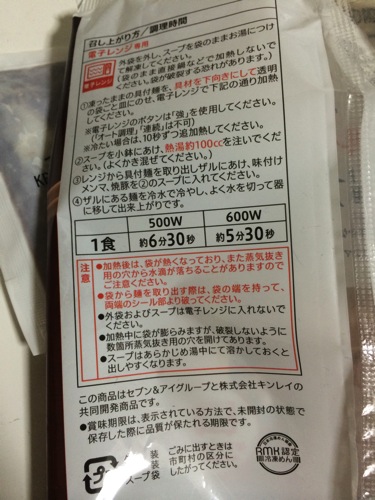 召し上がり方/調理時間
電子レンジ専用
外袋を外し、スープを袋のままお湯につけ
て解凍してください。
(袋のまま直接鍋などで加熱しないで
ください。袋が破裂する恐れがあります。)
電子レンジ
①凍ったままの具付麺を、具材を下向きにして透明
の袋ごと皿にのせ、電子レンジで下記の通り加熱
してください。
※電子レンジのボタンは「強」を使用してください。
「オート調理」「連続」は不可)
※冷たい場合は、10秒ずつ追加熱してください。
②スープを小鉢にあけ、熱湯約100ccを注いでくだ
さい。(よくかき混ぜてください。)
③レンジから具付麺を取り出しザルにあけ、味付け
メンマ、焼豚を②のスープに入れてください。
④ザルにある麺を冷水で冷やし、よく水を切って器
に移して出来上がりです。
500W 600W
1食 約6分30秒 約5分30秒
注意
●加熱後は、袋が熱くなっており、また蒸気抜き
用の穴から水滴が落ちることがありますので
ご注意ください。
●袋から麺を取り出す際は、袋の端を持って、
両端のシール部より破ってください。
●外袋およびスープは電子レンジに入れないで
ください。
●加熱中に袋が膨らみますが、破裂しないように
数箇所蒸気抜き用の穴を開けてあります。
●スープはあらかじめ湯中にて溶かしておくと
出しやすくなります。
この商品はセブン&アイグループと株式会社キンレイの
共同開発商品です。
●賞味期限は、表示されている方法で、未開封の状態で
保存した際に品質が保たれる期限です。
プラ
ごみに出すときは
市町村の区分に
したがってください。
スープ袋
RMK認定
冷凍めん